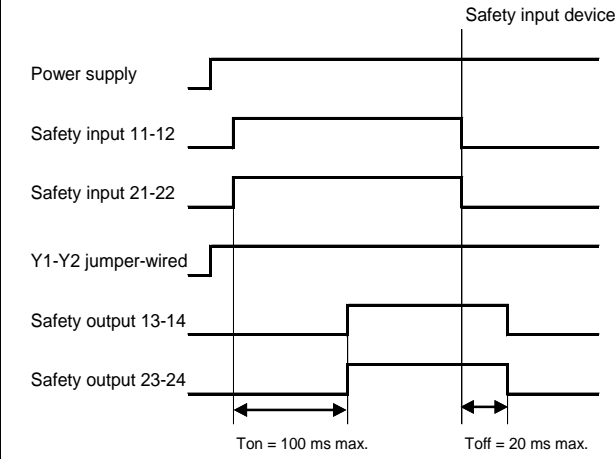 Safety input device
Power supply
Safety input 11-12
Safety input 21-22
Y1-Y2 jumper-wired
Safety output 13-14
Safety output 23-24
Ton = 100 ms max.
Toff = 20 ms max.